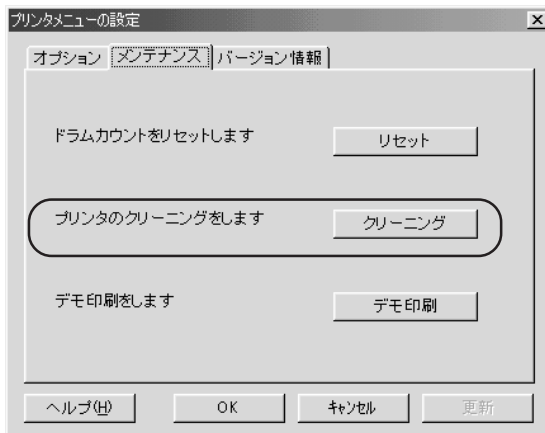 プリンタメニューの設定
オプション メンテナンス バージョン情報
ドラムカウントをリセットします リセット
プリンタのクリーニングをします クリーニング
デモ印刷をします デモ印刷
ヘルプ(H) OK キャンセル 更新